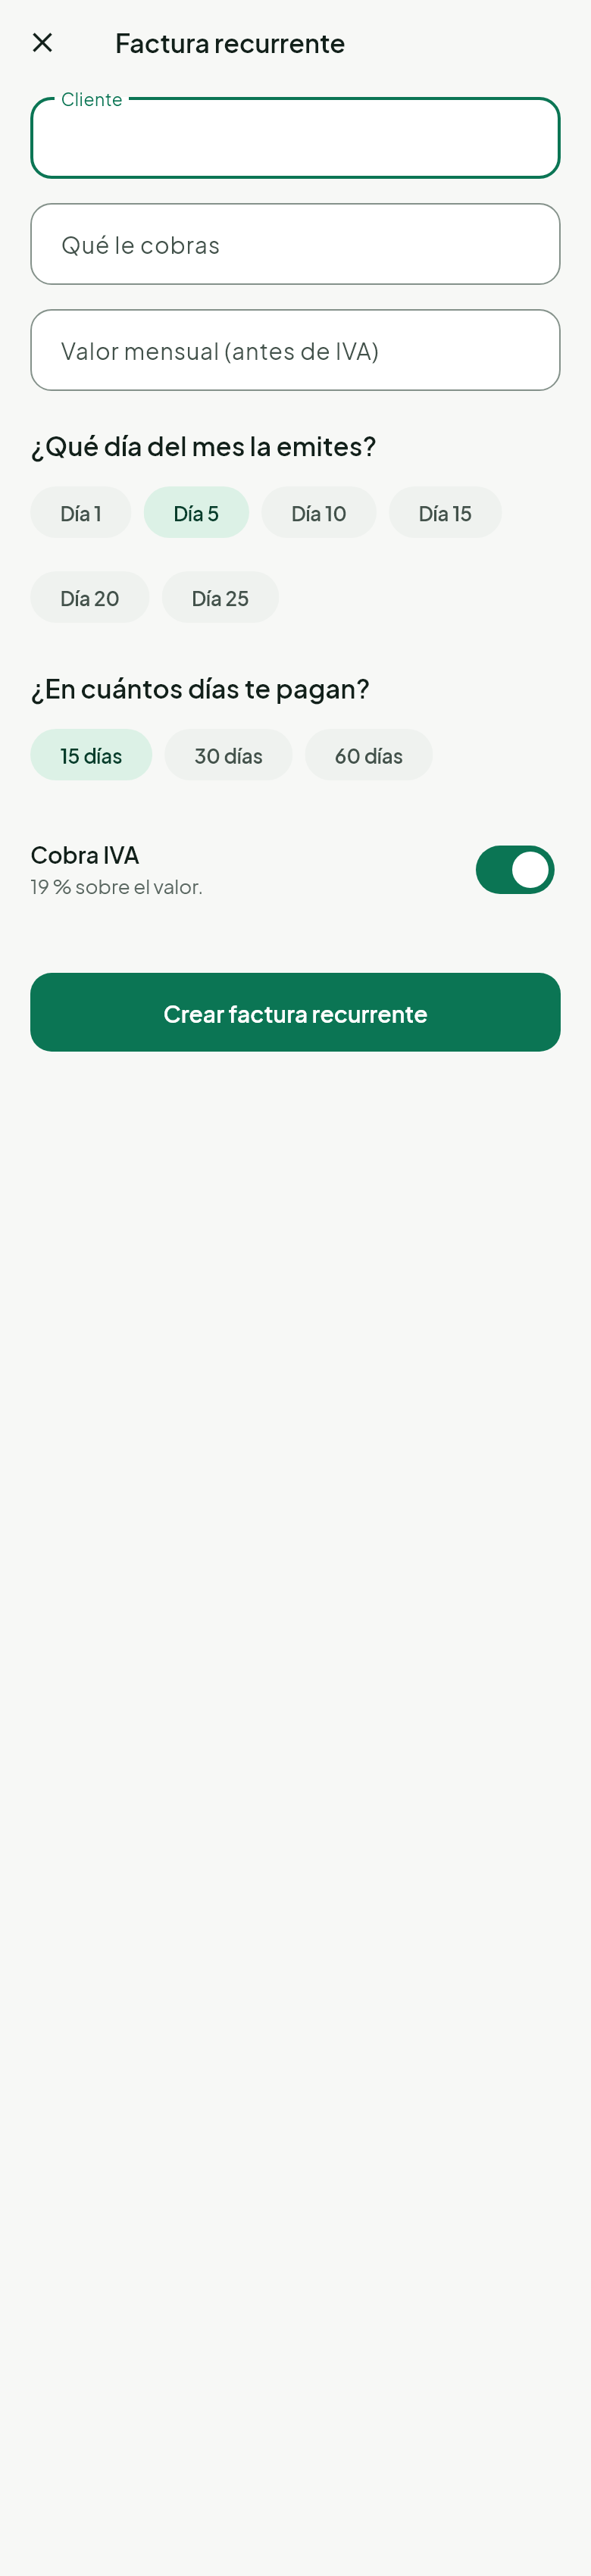 Factura recurrente
Cliente
Qué le cobras
Valor mensual (antes de IVA)
¿Qué día del mes la emites?
Día 1 Día 5 Día 10 Día 15
Día 20 Día 25
¿En cuántos días te pagan?
15 días 30 días 60 días
Cobra IVA
19 % sobre el valor.
Crear factura recurrente